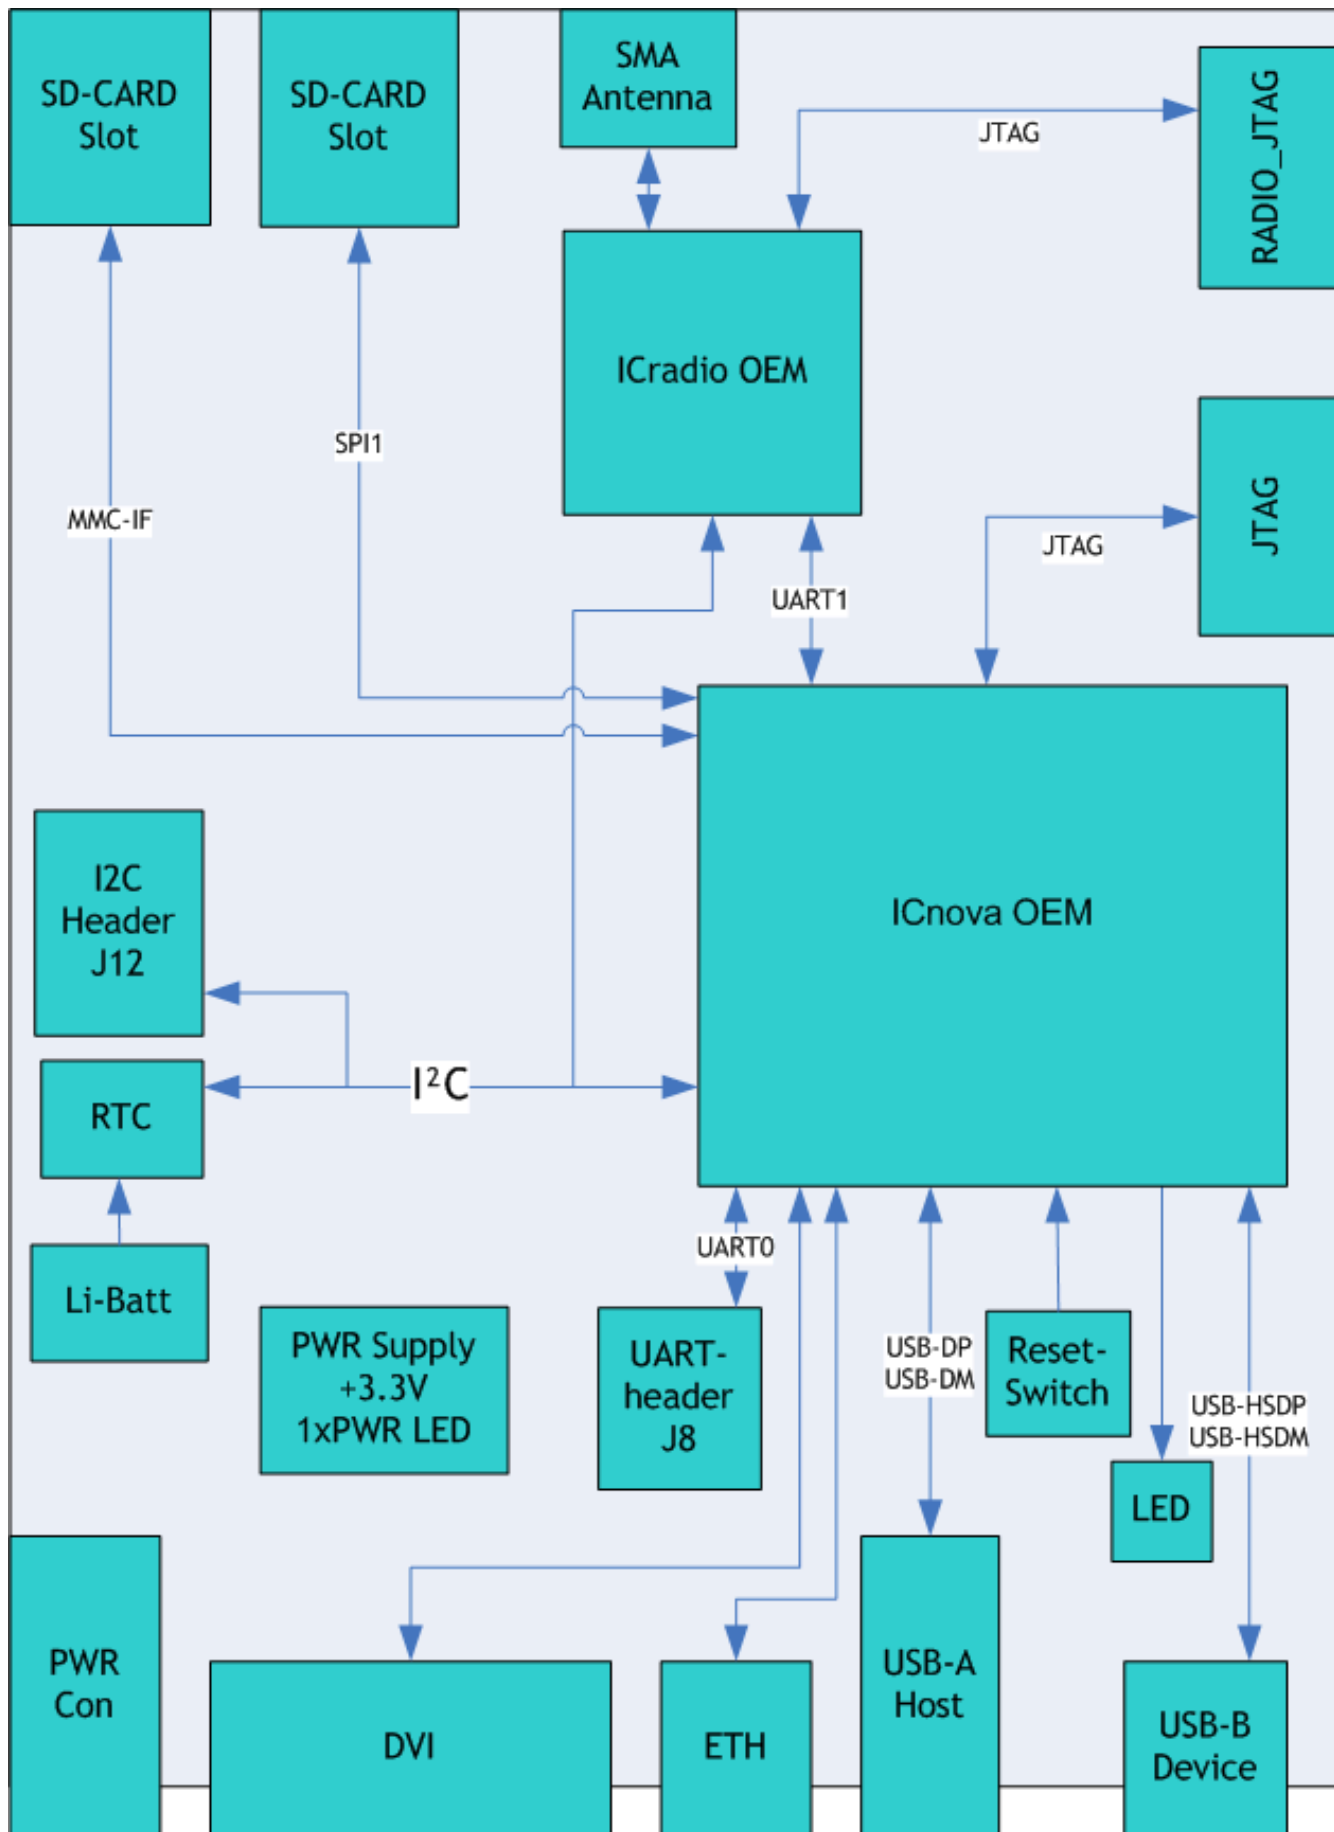 SD-CARD
Slot
SD-CARD
Slot
SMA
Antenna
JTAG
RADIO_JTAG
ICradio OEM
SPI1
MMC-IF
JTAG
JTAG
UART1
I2C
Header
J12
ICnova OEM
I²C
RTC
Li-Batt
UART0
PWR Supply
+3.3V
1xPWR LED
UART-
header
J8
USB-DP
USB-DM
Reset-
Switch
USB-HSDP
USB-HSDM
LED
PWR
Con
DVI
ETH
USB-A
Host
USB-B
Device